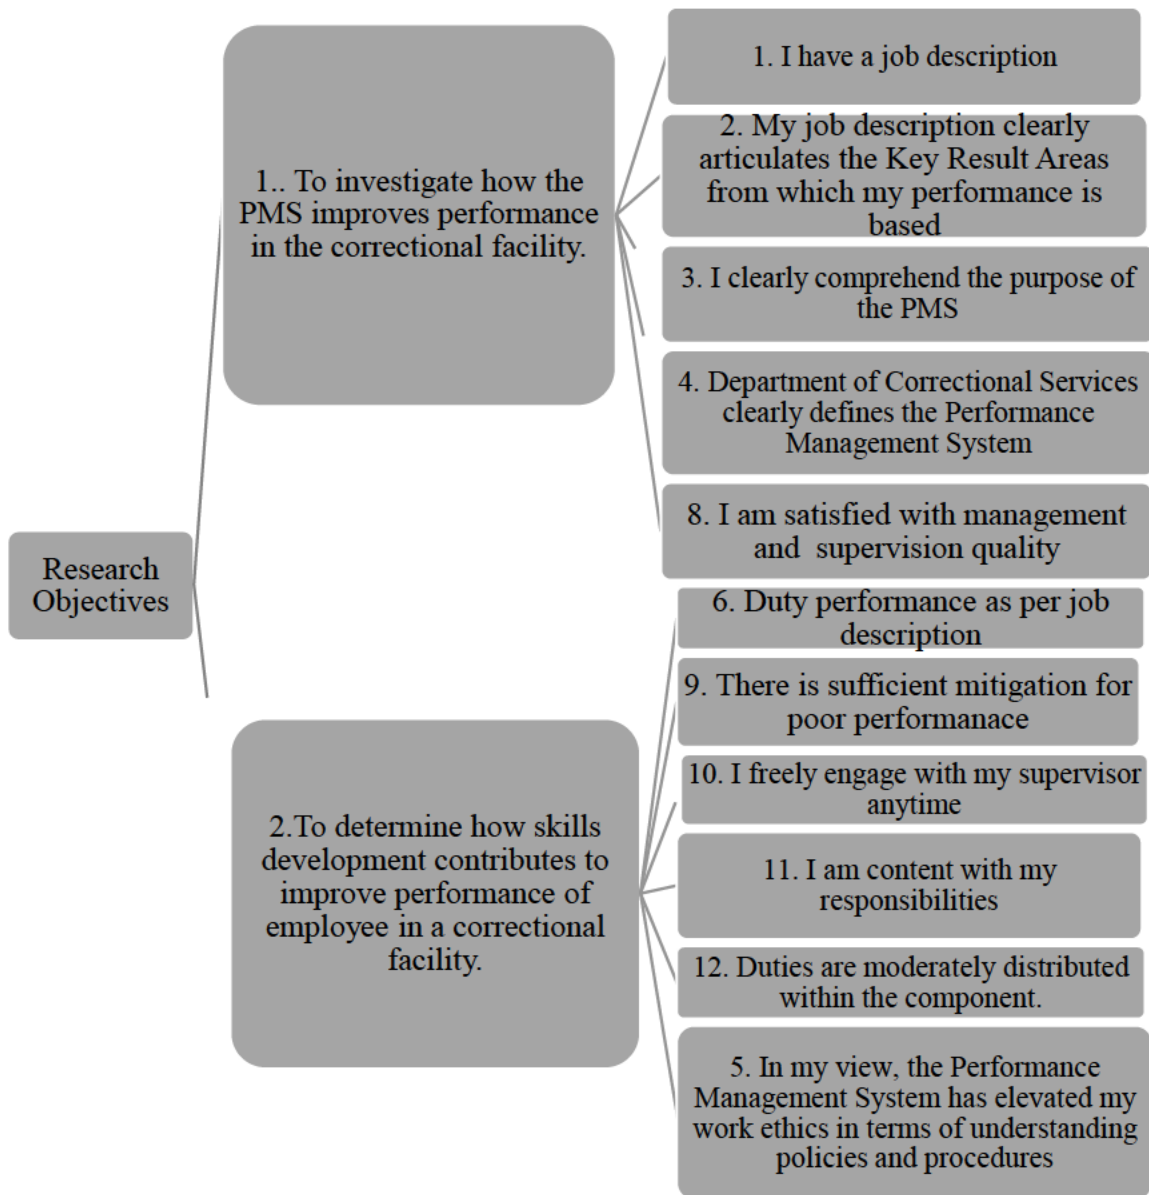 Research
Objectives
1.. To investigate how the
PMS improves performance
in the correctional facility.
1. I have a job description
2. My job description clearly
articulates the Key Result Areas
from which my performance is
based
3. I clearly comprehend the purpose of
the PMS
4. Department of Correctional Services
clearly defines the Performance
Management System
8. I am satisfied with management
and supervision quality
2.To determine how skills
development contributes to
improve performance of
employee in a correctional
facility.
6. Duty performance as per job
description
9. There is sufficient mitigation for
poor performanace
10. I freely engage with my supervisor
anytime
11. I am content with my
responsibilities
12. Duties are moderately distributed
within the component.
5. In my view, the Performance
Management System has elevated my
work ethics in terms of understanding
policies and procedures